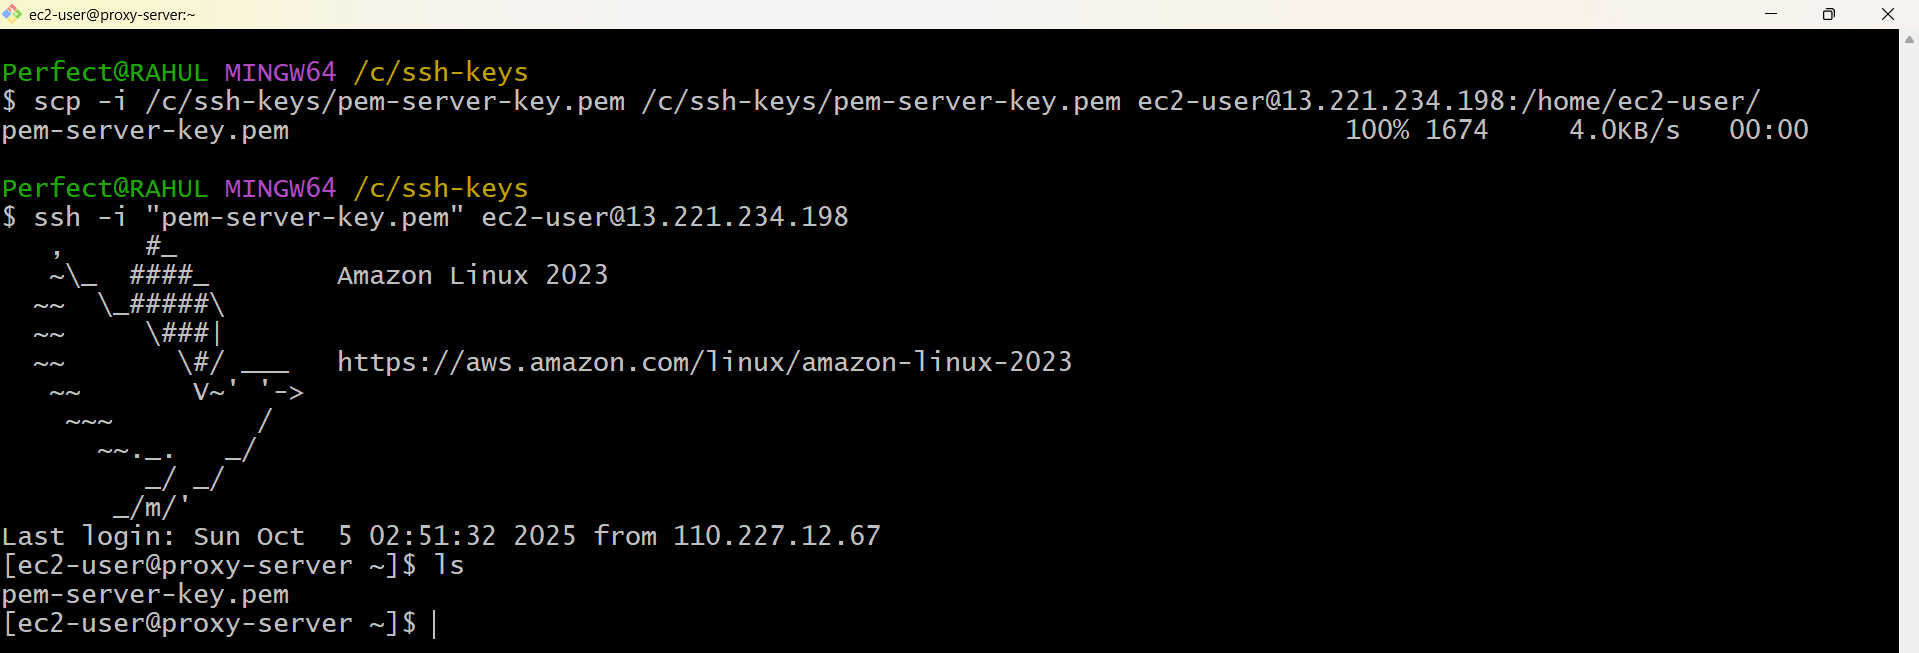 ec2-user@proxy-server:~
Perfect@RAHUL MINGW64 /c/ssh-keys
$ scp -i /c/ssh-keys/pem-server-key.pem /c/ssh-keys/pem-server-key.pem ec2-user@13.221.234.198:/home/ec2-user/
pem-server-key.pem                                                                  100% 1674     4.0KB/s   00:00
Perfect@RAHUL MINGW64 /c/ssh-keys
$ ssh -i "pem-server-key.pem" ec2-user@13.221.234.198
   ,     #_
   ~\_  ####_        Amazon Linux 2023
  ~~  \_#####\
  ~~     \###|
  ~~       \#/ ___   https://aws.amazon.com/linux/amazon-linux-2023
   ~~       V~' '->
    ~~~         /
      ~~._.   _/
         _/ _/
       _/m/'
Last login: Sun Oct  5 02:51:32 2025 from 110.227.12.67
[ec2-user@proxy-server ~]$ ls
pem-server-key.pem
[ec2-user@proxy-server ~]$